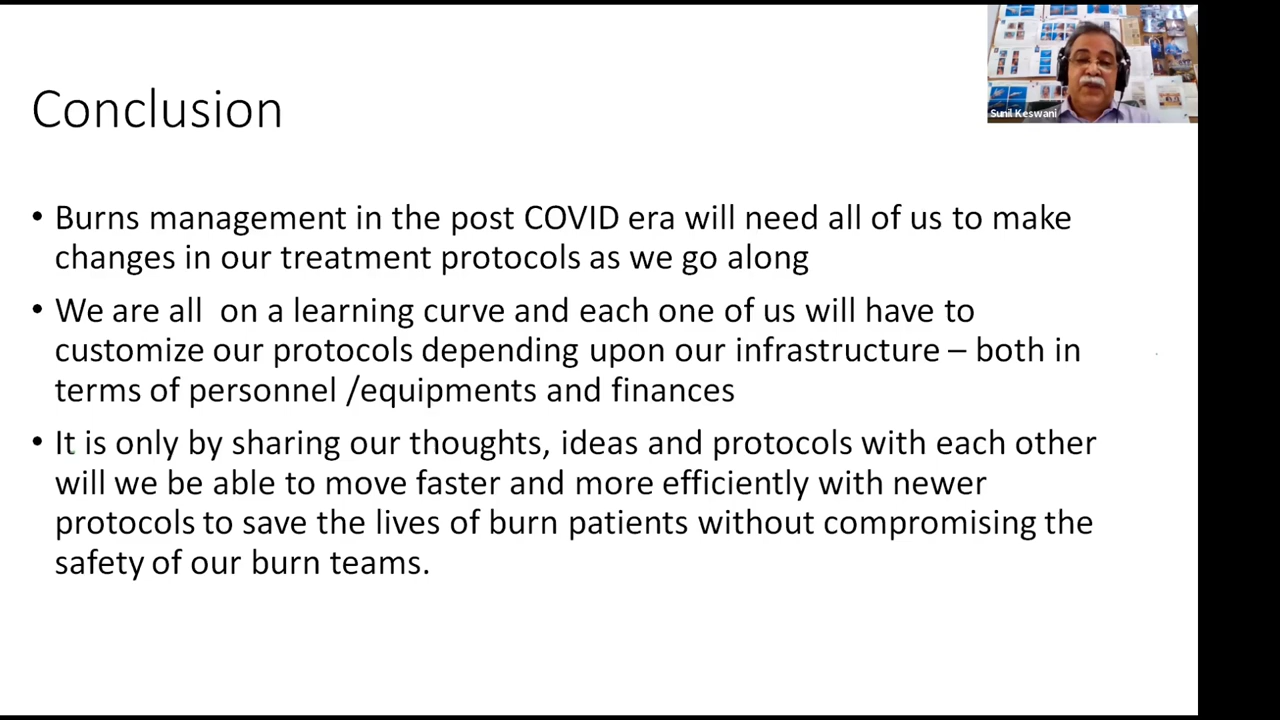 Sunil Keswani
Conclusion
• Burns management in the post COVID era will need all of us to make
changes in our treatment protocols as we go along
• We are all  on a learning curve and each one of us will have to
customize our protocols depending upon our infrastructure – both in
terms of personnel /equipments and finances
• It is only by sharing our thoughts, ideas and protocols with each other
will we be able to move faster and more efficiently with newer
protocols to save the lives of burn patients without compromising the
safety of our burn teams.